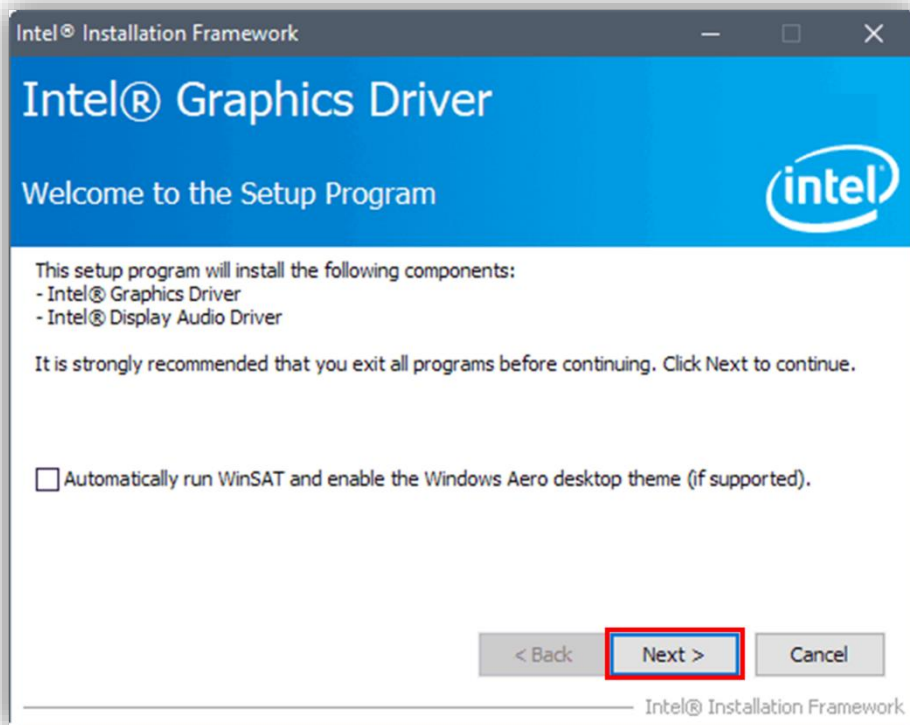 Intel® Installation Framework
Intel® Graphics Driver
Welcome to the Setup Program
intel
This setup program will install the following components:
- Intel® Graphics Driver
- Intel® Display Audio Driver
It is strongly recommended that you exit all programs before continuing. Click Next to continue.
Automatically run WinSAT and enable the Windows Aero desktop theme (if supported).
< Back Next > Cancel
Intel® Installation Framework